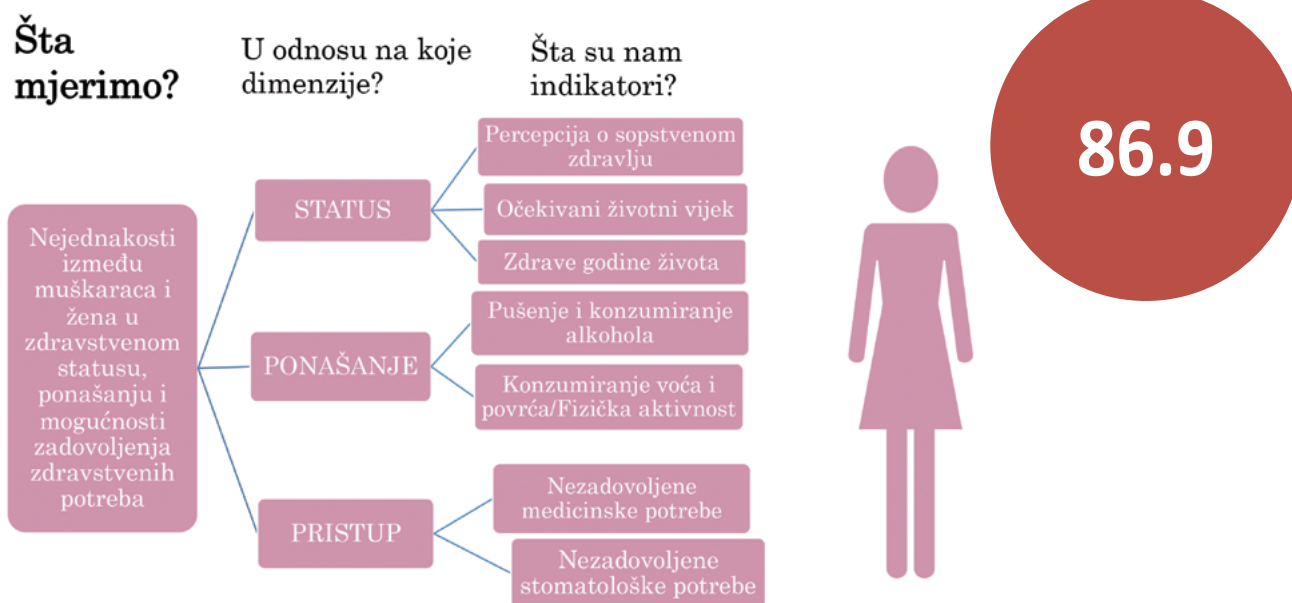 Šta
mjerimo?
U odnosu na koje
dimenzije?
Šta su nam
indikatori?
86.9
Nejednakosti
između
muškaraca i
žena u
zdravstvenom
statusu,
ponašanju i
mogućnosti
zadovoljenja
zdravstvenih
potreba
STATUS
Percepcija o sopstvenom
zdravlju
Očekivani životni vijek
Zdrave godine života
PONAŠANJE
Pušenje i konzumiranje
alkohola
Konzumiranje voća i
povrća/Fizička aktivnost
PRISTUP
Nezadovoljene
medicinske potrebe
Nezadovoljene
stomatološke potrebe